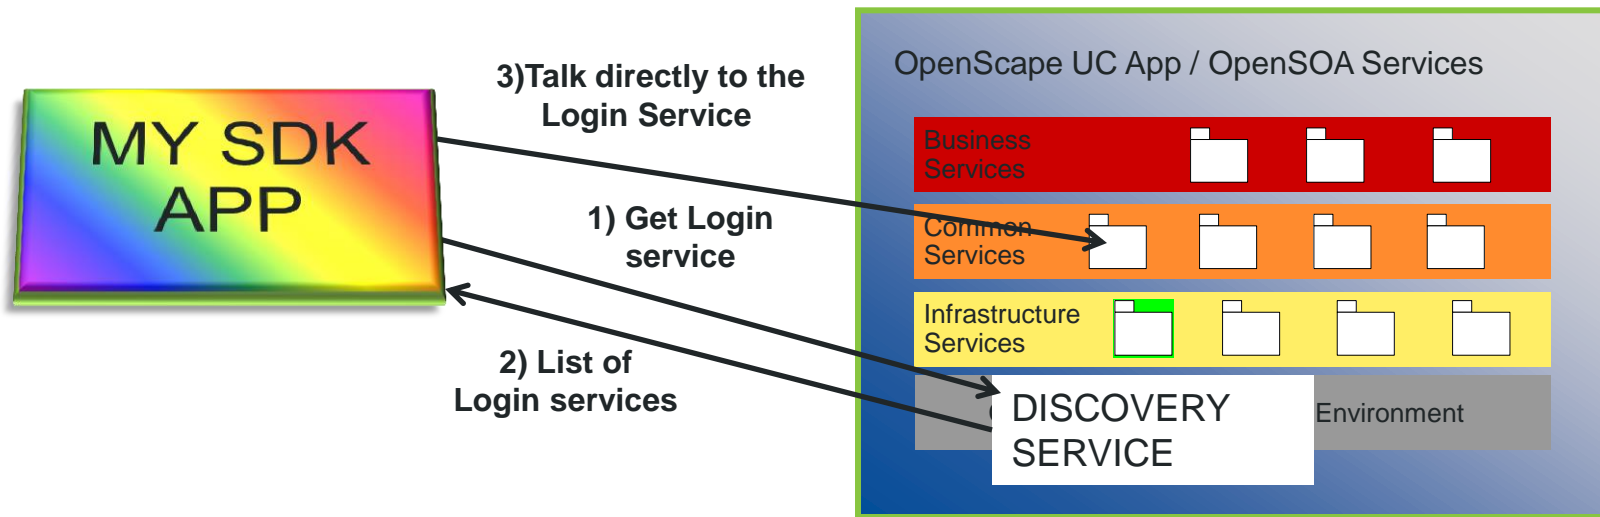 MY SDK
APP
3)Talk directly to the
Login Service
1) Get Login
service
2) List of
Login services
OpenScape UC App / OpenSOA Services
Business
Services
Common
Services
Infrastructure
Services
DISCOVERY
SERVICE
Environment